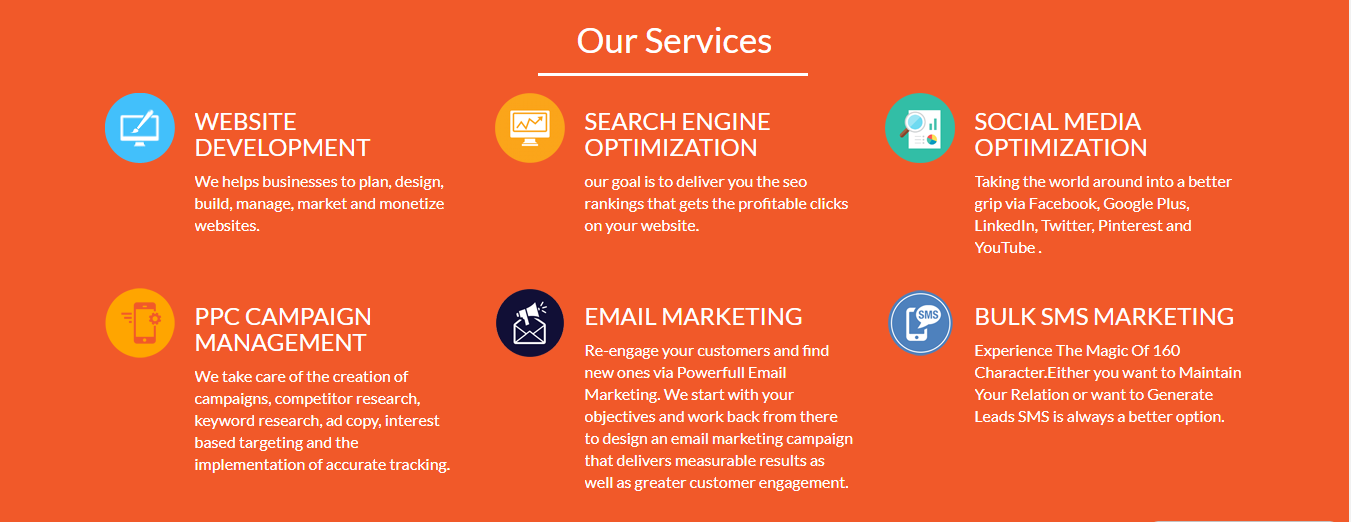 Our Services
WEBSITE
DEVELOPMENT
We helps businesses to plan, design,
build, manage, market and monetize
websites.
SEARCH ENGINE
OPTIMIZATION
our goal is to deliver you the seo
rankings that gets the profitable clicks
on your website.
SOCIAL MEDIA
OPTIMIZATION
Taking the world around into a better
grip via Facebook, Google Plus,
LinkedIn, Twitter, Pinterest and
YouTube .
PPC CAMPAIGN
MANAGEMENT
We take care of the creation of
campaigns, competitor research,
keyword research, ad copy, interest
based targeting and the
implementation of accurate tracking.
EMAIL MARKETING
Re-engage your customers and find
new ones via Powerfull Email
Marketing. We start with your
objectives and work back from there
to design an email marketing campaign
that delivers measurable results as
well as greater customer engagement.
SMS
BULK SMS MARKETING
Experience The Magic Of 160
Character.Either you want to Maintain
Your Relation or want to Generate
Leads SMS is always a better option.